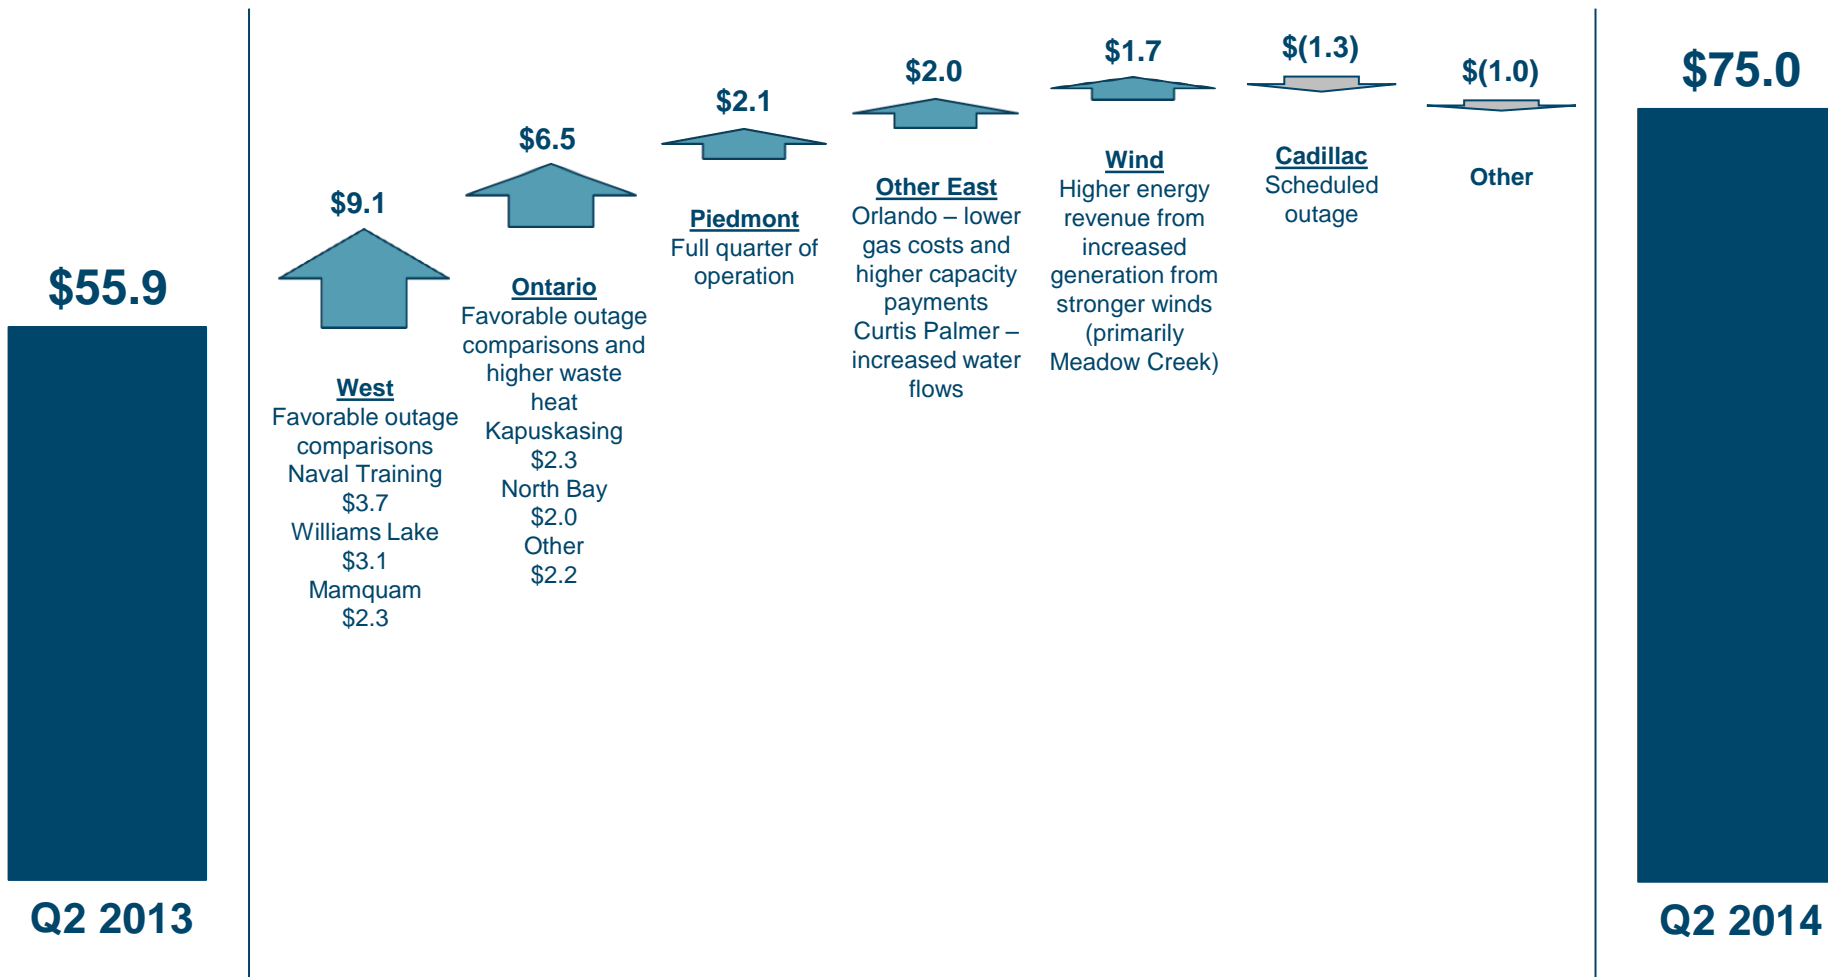 $55.9
Q2 2013
$9.1
West
Favorable outage
comparisons
Naval Training
$3.7
Williams Lake
$3.1
Mamquam
$2.3
$6.5
Ontario
Favorable outage
comparisons and
higher waste
heat
Kapuskasing
$2.3
North Bay
$2.0
Other
$2.2
$2.1
Piedmont
Full quarter of
operation
$2.0
Other East
Orlando – lower
gas costs and
higher capacity
payments
Curtis Palmer –
increased water
flows
$1.7
Wind
Higher energy
revenue from
increased
generation from
stronger winds
(primarily
Meadow Creek)
$(1.3)
Cadillac
Scheduled
outage
$(1.0)
Other
$75.0
Q2 2014